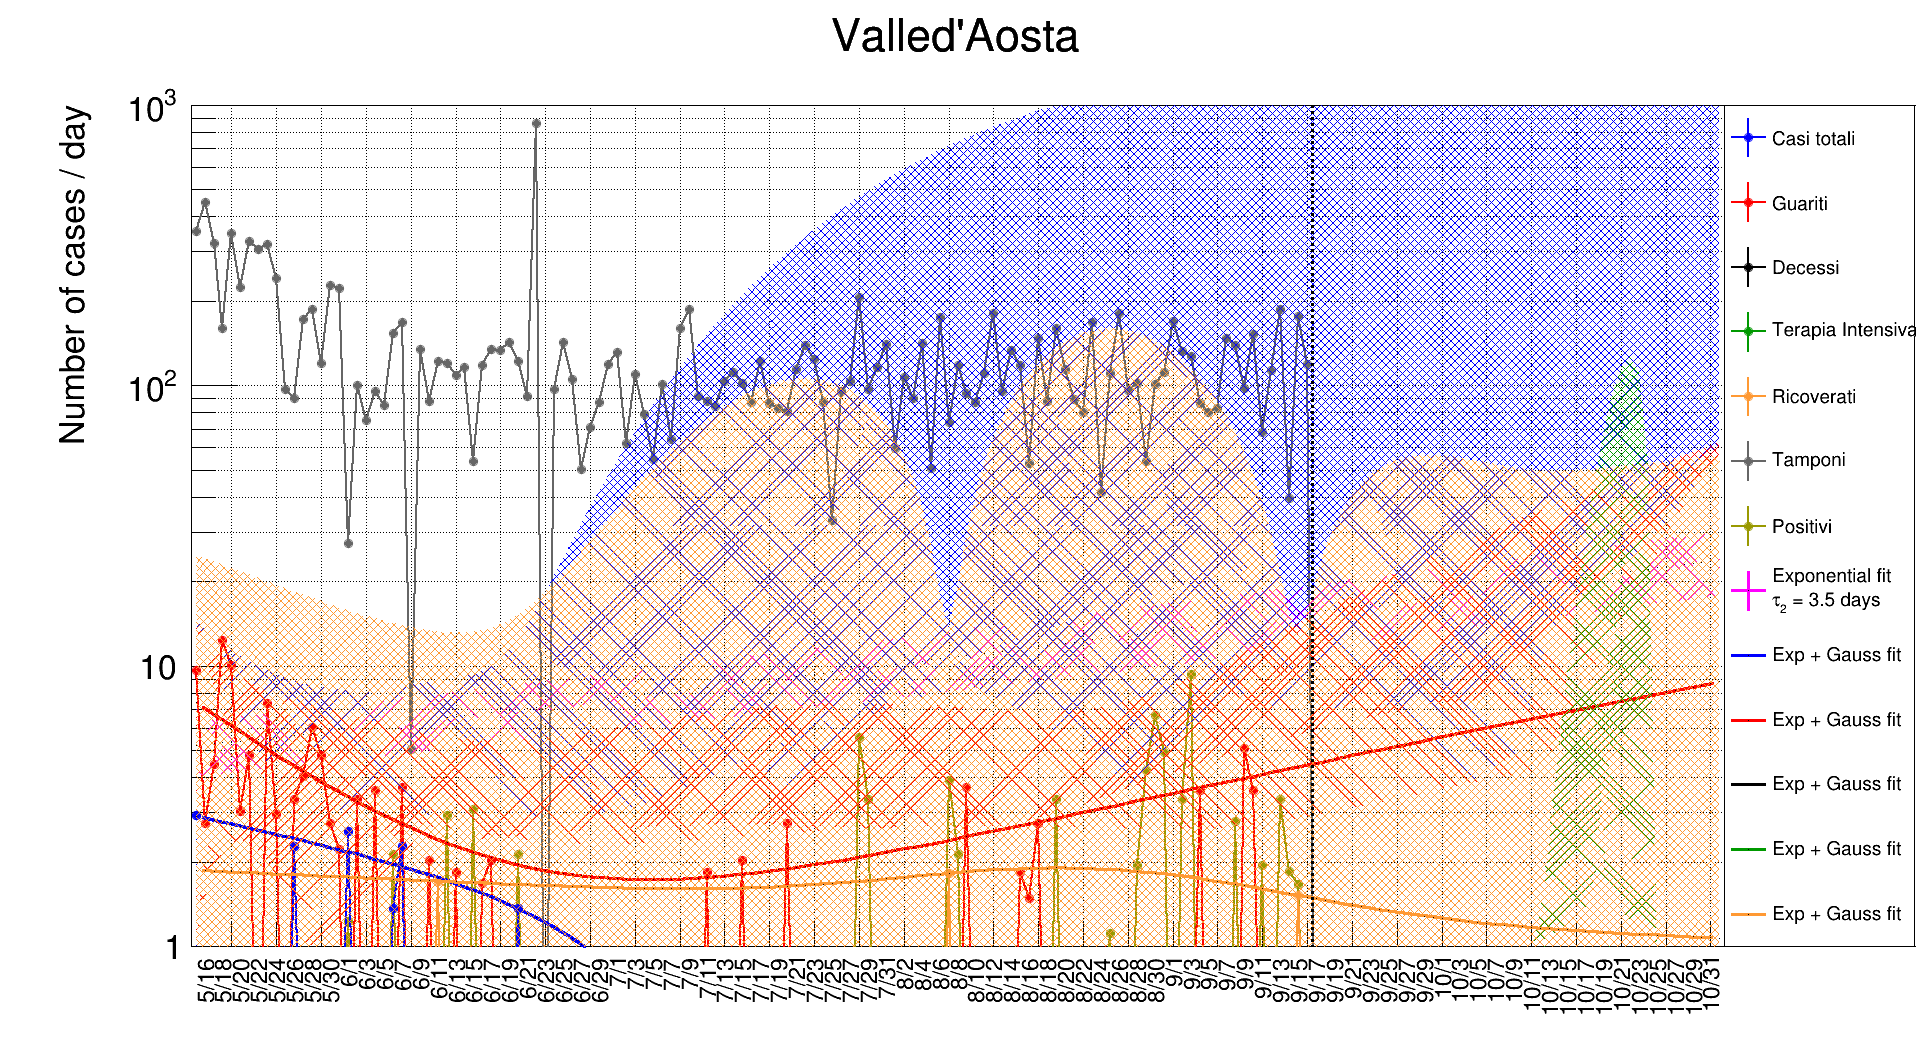 Valled'Aosta
Number of cases / day
10³
10²
10
1
5/16 5/18 5/20 5/22 5/24 5/26 5/28 5/30 6/1 6/3 6/5 6/7 6/9 6/11 6/13 6/15 6/17 6/19 6/21 6/23 6/25 6/27 6/29 7/1 7/3 7/5 7/7 7/9 7/11 7/13 7/15 7/17 7/19 7/21 7/23 7/25 7/27 7/29 7/31 8/2 8/4 8/6 8/8 8/10 8/12 8/14 8/16 8/18 8/20 8/22 8/24 8/26 8/28 8/30 9/1 9/3 9/5 9/7 9/9 9/11 9/13 9/15 9/17 9/19 9/21 9/23 9/25 9/27 9/29 10/1 10/3 10/5 10/7 10/9 10/11 10/13 10/15 10/17 10/19 10/21 10/23 10/25 10/27 10/29 10/31
Casi totali
Guariti
Decessi
Terapia Intensiva
Ricoverati
Tamponi
Positivi
Exponential fit
τ₂ = 3.5 days
Exp + Gauss fit
Exp + Gauss fit
Exp + Gauss fit
Exp + Gauss fit
Exp + Gauss fit